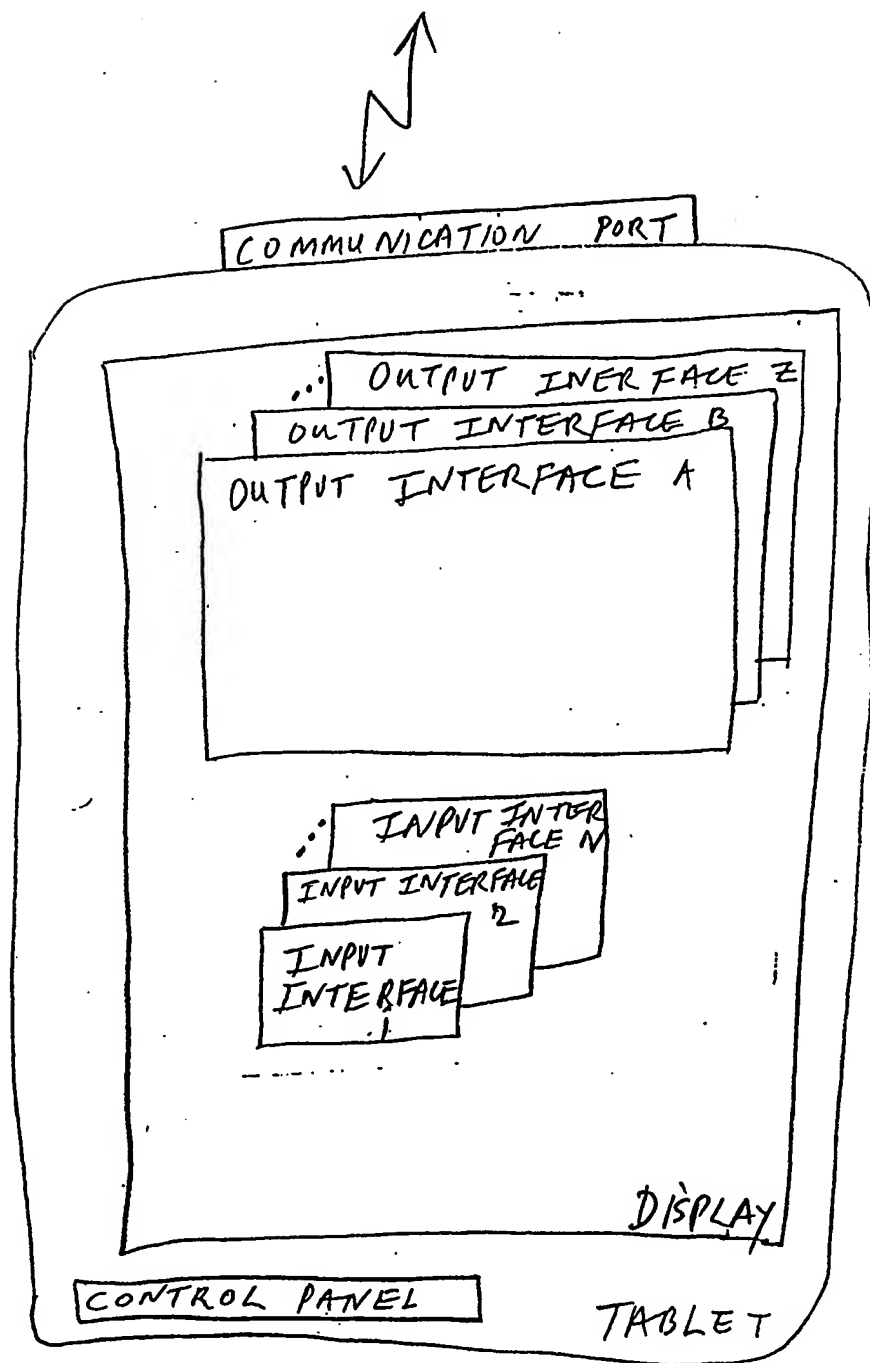 COMMUNICATION PORT
OUTPUT INERFACE Z
OUTPUT INTERFACE B
OUTPUT INTERFACE A
INPUT INTER
FACE N
INPUT INTERFACE
2
INPUT
INTERFACE
1
DISPLAY
CONTROL PANEL
TABLET